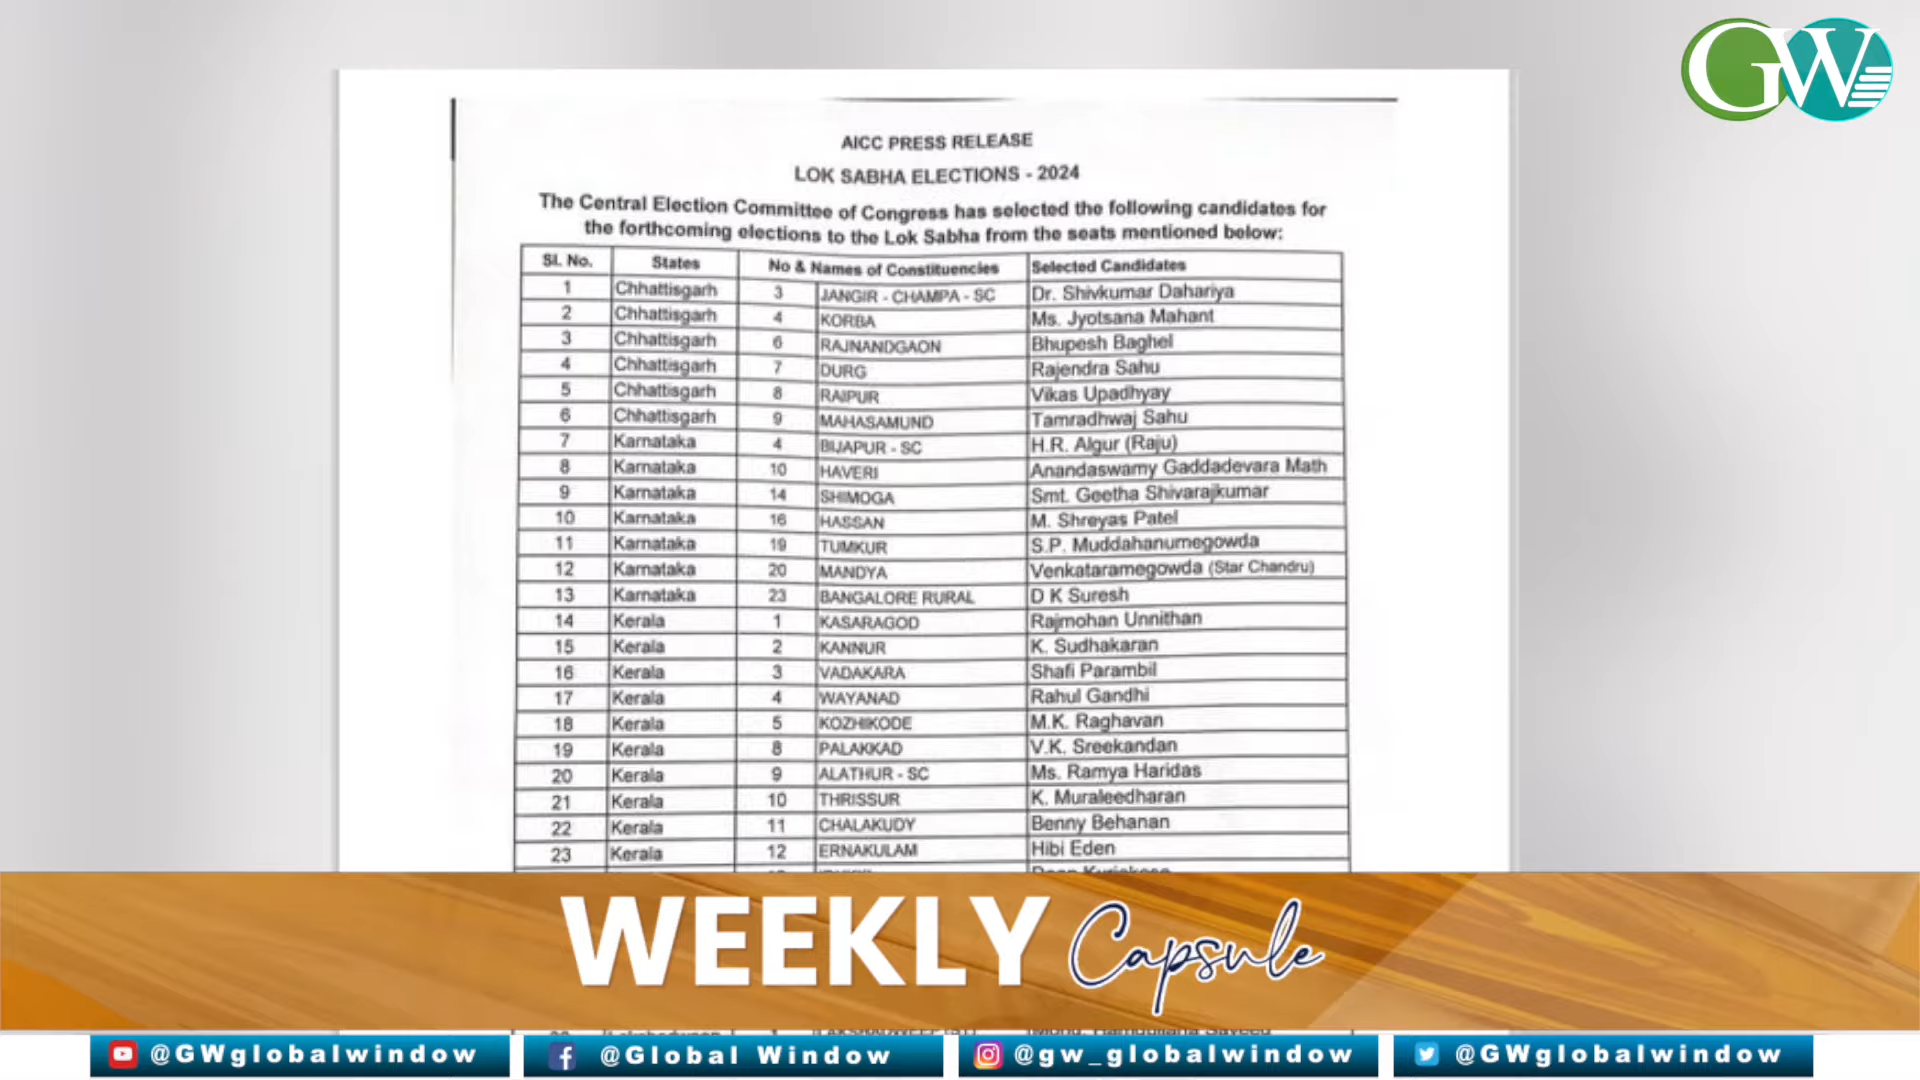 GW
AICC PRESS RELEASE
LOK SABHA ELECTIONS - 2024
The Central Election Committee of Congress has selected the following candidates for
the forthcoming elections to the Lok Sabha from the seats mentioned below:
Sl. No. States No & Names of Constituencies Selected Candidates
1 Chhattisgarh 3 JANGIR - CHAMPA - SC Dr. Shivkumar Dahariya
2 Chhattisgarh 4 KORBA Ms. Jyotsana Mahant
3 Chhattisgarh 6 RAJNANDGAON Bhupesh Baghel
4 Chhattisgarh 7 DURG Rajendra Sahu
5 Chhattisgarh 8 RAIPUR Vikas Upadhyay
6 Chhattisgarh 9 MAHASAMUND Tamradhwaj Sahu
7 Karnataka 4 BIJAPUR - SC H.R. Algur (Raju)
8 Karnataka 10 HAVERI Anandaswamy Gaddadevara Math
9 Karnataka 14 SHIMOGA Smt. Geetha Shivarajkumar
10 Karnataka 16 HASSAN M. Shreyas Patel
11 Karnataka 19 TUMKUR S.P. Muddahanumegowda
12 Karnataka 20 MANDYA Venkataramegowda (Star Chandru)
13 Karnataka 23 BANGALORE RURAL D K Suresh
14 Kerala 1 KASARAGOD Rajmohan Unnithan
15 Kerala 2 KANNUR K. Sudhakaran
16 Kerala 3 VADAKARA Shafi Parambil
17 Kerala 4 WAYANAD Rahul Gandhi
18 Kerala 5 KOZHIKODE M.K. Raghavan
19 Kerala 8 PALAKKAD V.K. Sreekandan
20 Kerala 9 ALATHUR - SC Ms. Ramya Haridas
21 Kerala 10 THRISSUR K. Muraleedharan
22 Kerala 11 CHALAKUDY Benny Behanan
23 Kerala 12 ERNAKULAM Hibi Eden
WEEKLY Capsule
@GWglobalwindow @Global Window @gw_globalwindow @GWglobalwindow